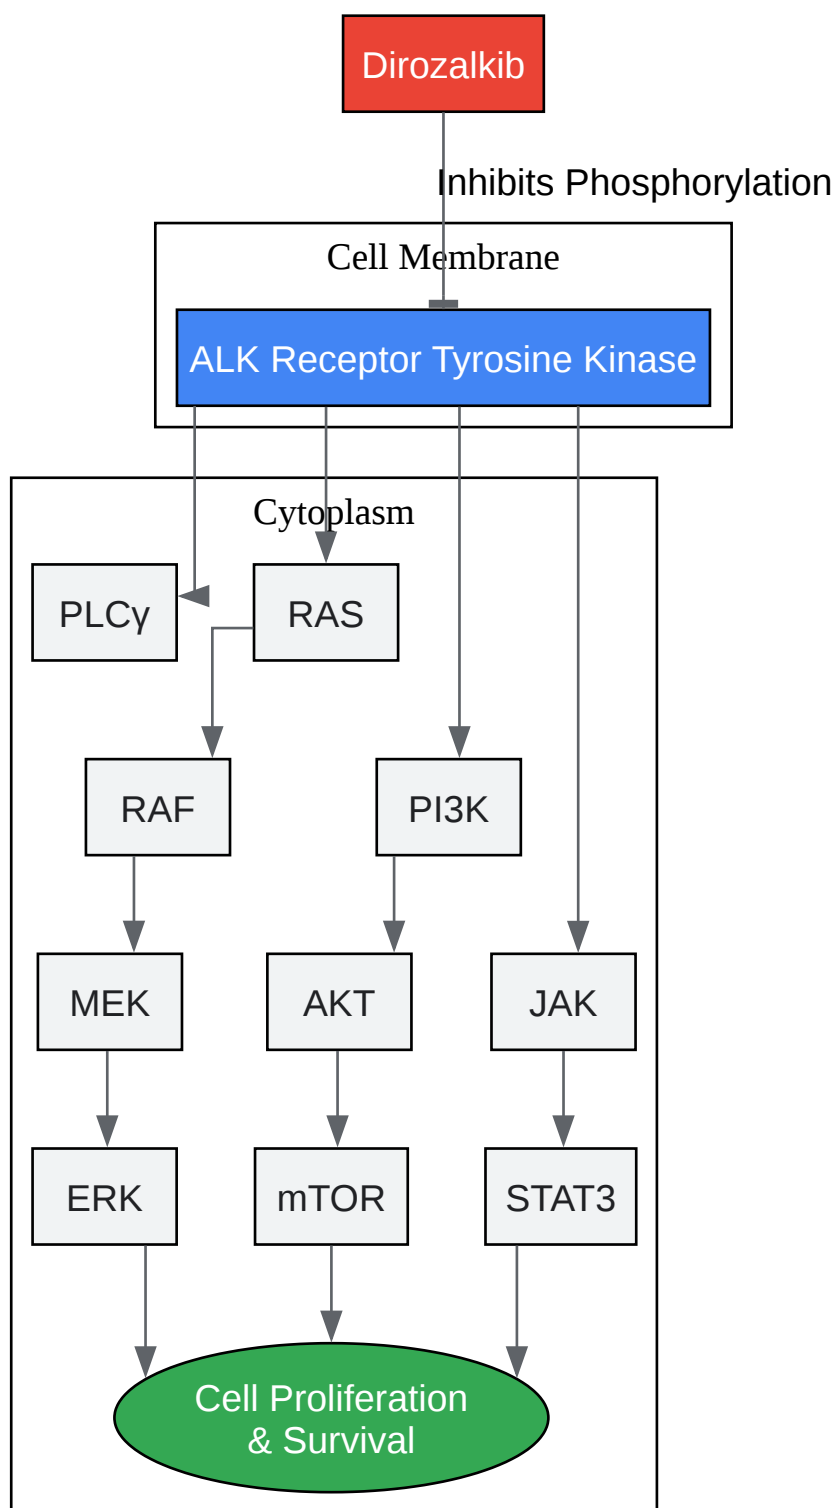 Dirozalkib
Inhibits Phosphorylation
Cell Membrane
ALK Receptor Tyrosine Kinase
Cytoplasm
PLCγ
RAS
RAF
PI3K
MEK
AKT
JAK
ERK
mTOR
STAT3
Cell Proliferation
& Survival